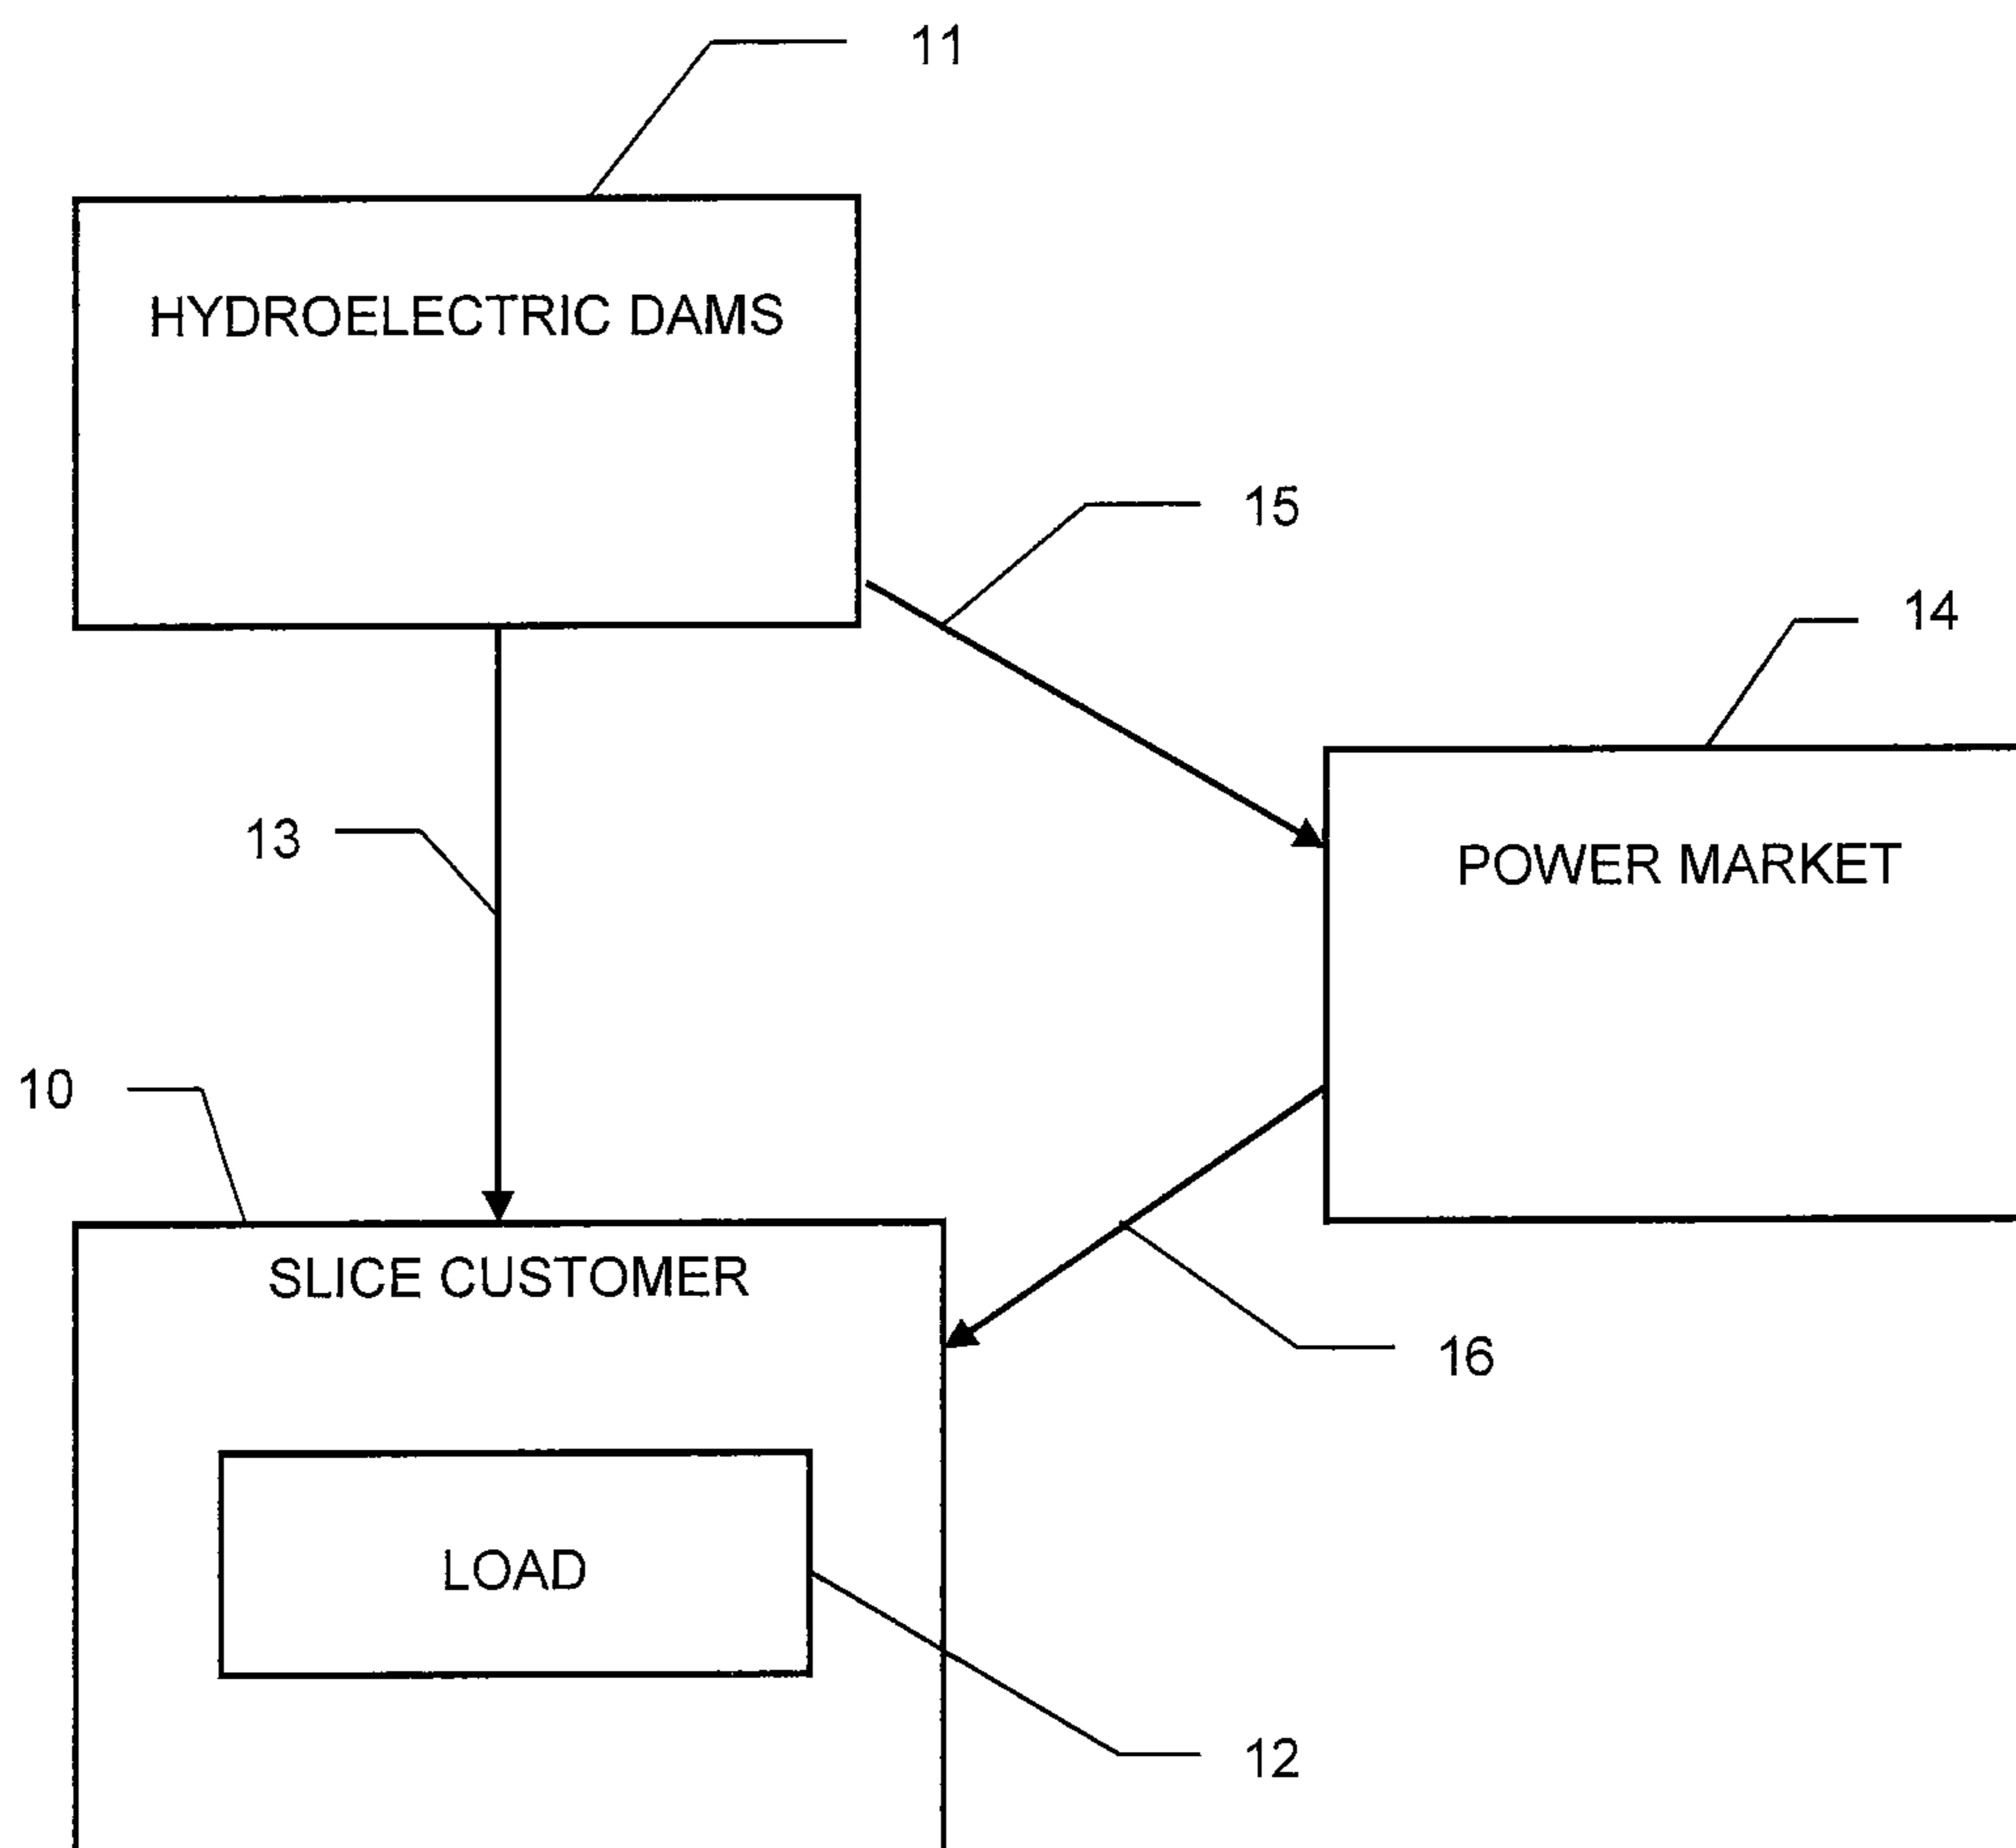 11
HYDROELECTRIC DAMS
15
14
13
POWER MARKET
10
SLICE CUSTOMER
16
LOAD
12